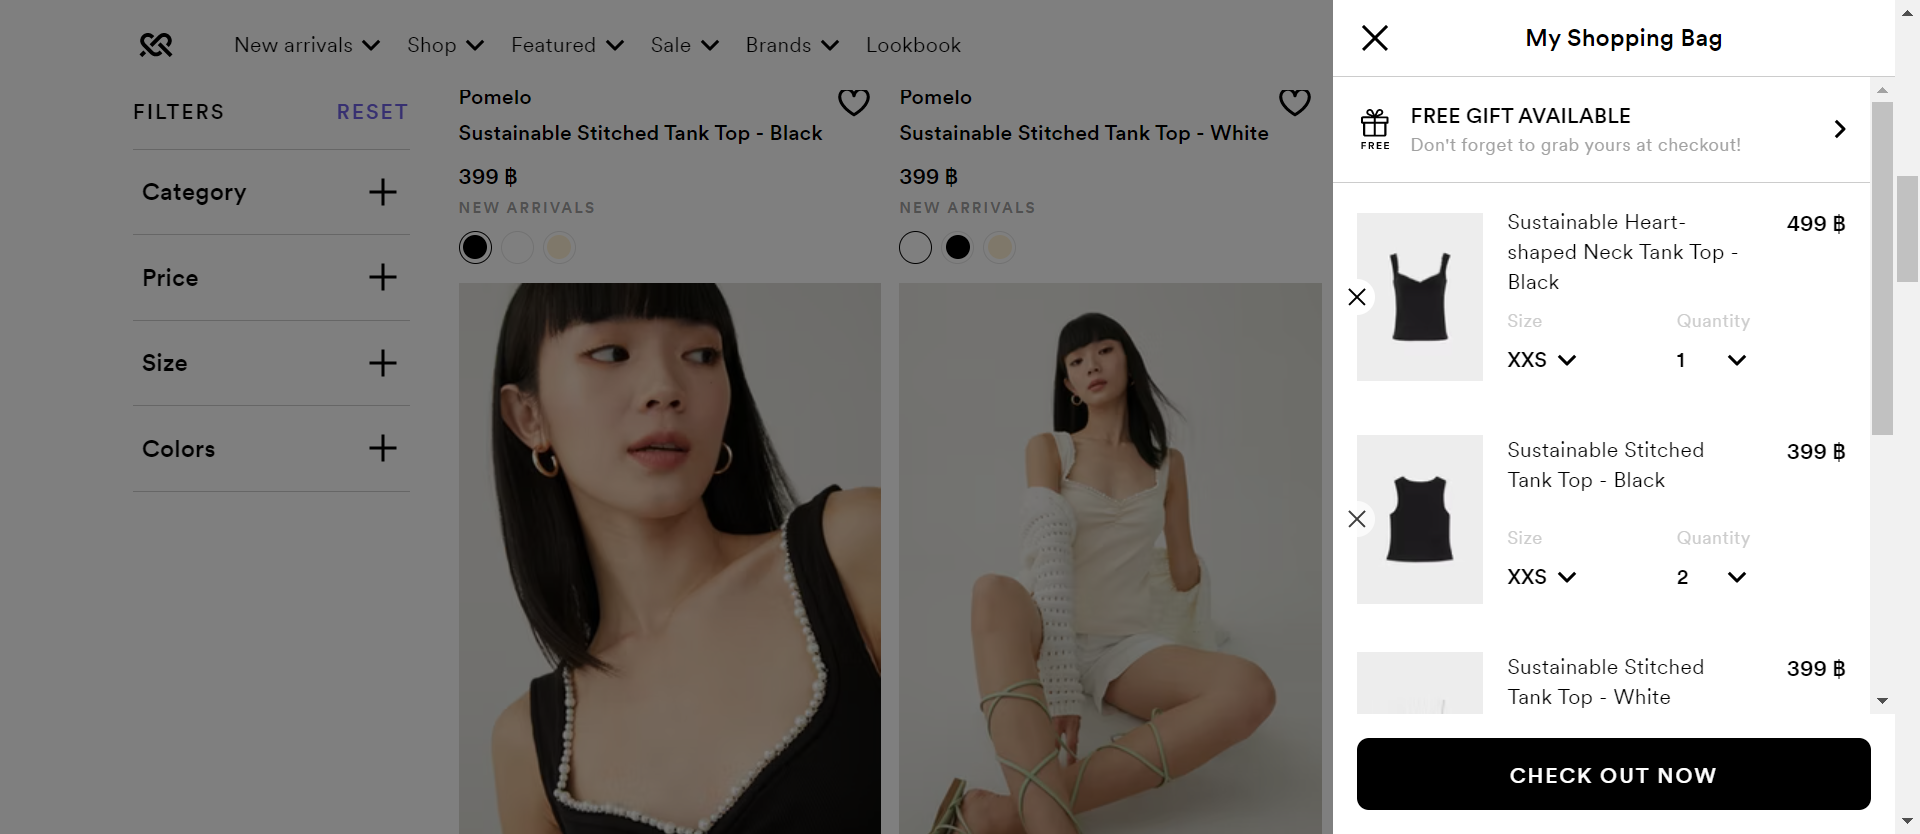 New arrivals
Shop
Featured
Sale
Brands
Lookbook
FILTERS
RESET
Category
Price
Size
Colors
Pomelo
Sustainable Stitched Tank Top - Black
399 ฿
NEW ARRIVALS
Pomelo
Sustainable Stitched Tank Top - White
399 ฿
NEW ARRIVALS
My Shopping Bag
FREE
FREE GIFT AVAILABLE
Don't forget to grab yours at checkout!
Sustainable Heart-
shaped Neck Tank Top -
Black
499 ฿
Size
Quantity
XXS
1
Sustainable Stitched
Tank Top - Black
399 ฿
Size
Quantity
XXS
2
Sustainable Stitched
Tank Top - White
399 ฿
CHECK OUT NOW